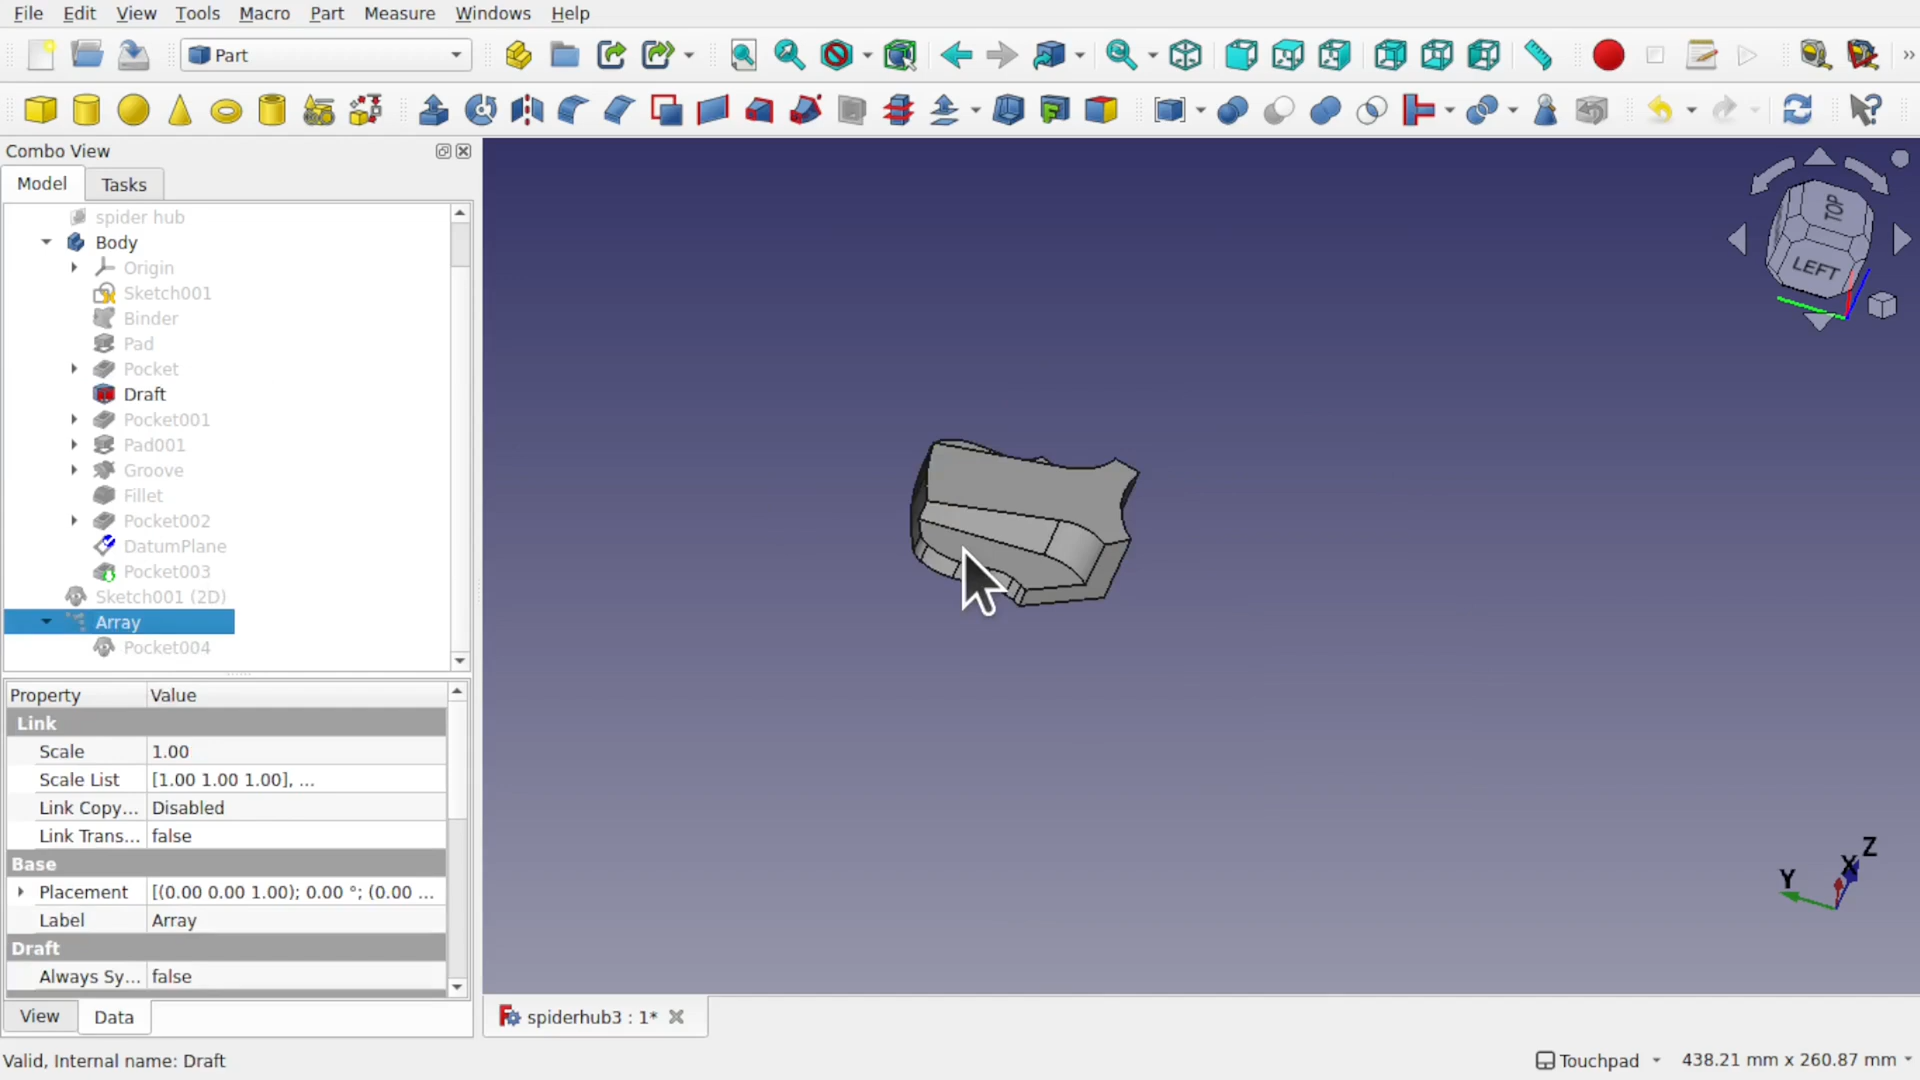 File Edit View Tools Macro Part Measure Windows Help
Part
Combo View
Model Tasks
spider hub
Body
Origin
Sketch001
Binder
Pad
Pocket
Draft
Pocket001
Pad001
Groove
Fillet
Pocket002
DatumPlane
Pocket003
Sketch001 (2D)
Array
Pocket004
Property Value
Link
Scale 1.00
Scale List [1.00 1.00 1.00], ...
Link Copy... Disabled
Link Trans... false
Base
Placement [(0.00 0.00 1.00); 0.00 °; (0.00 ...
Label Array
Draft
Always Sy... false
View Data
TOP
LEFT
Z
X
Y
spiderhub3 : 1*
Valid, Internal name: Draft
Touchpad 438.21 mm x 260.87 mm